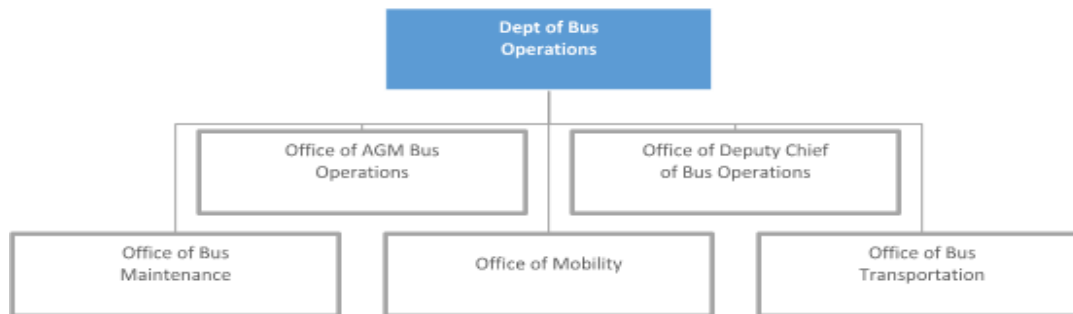 Dept of Bus
Operations
Office of AGM Bus
Operations
Office of Deputy Chief
of Bus Operations
Office of Bus
Maintenance
Office of Mobility
Office of Bus
Transportation